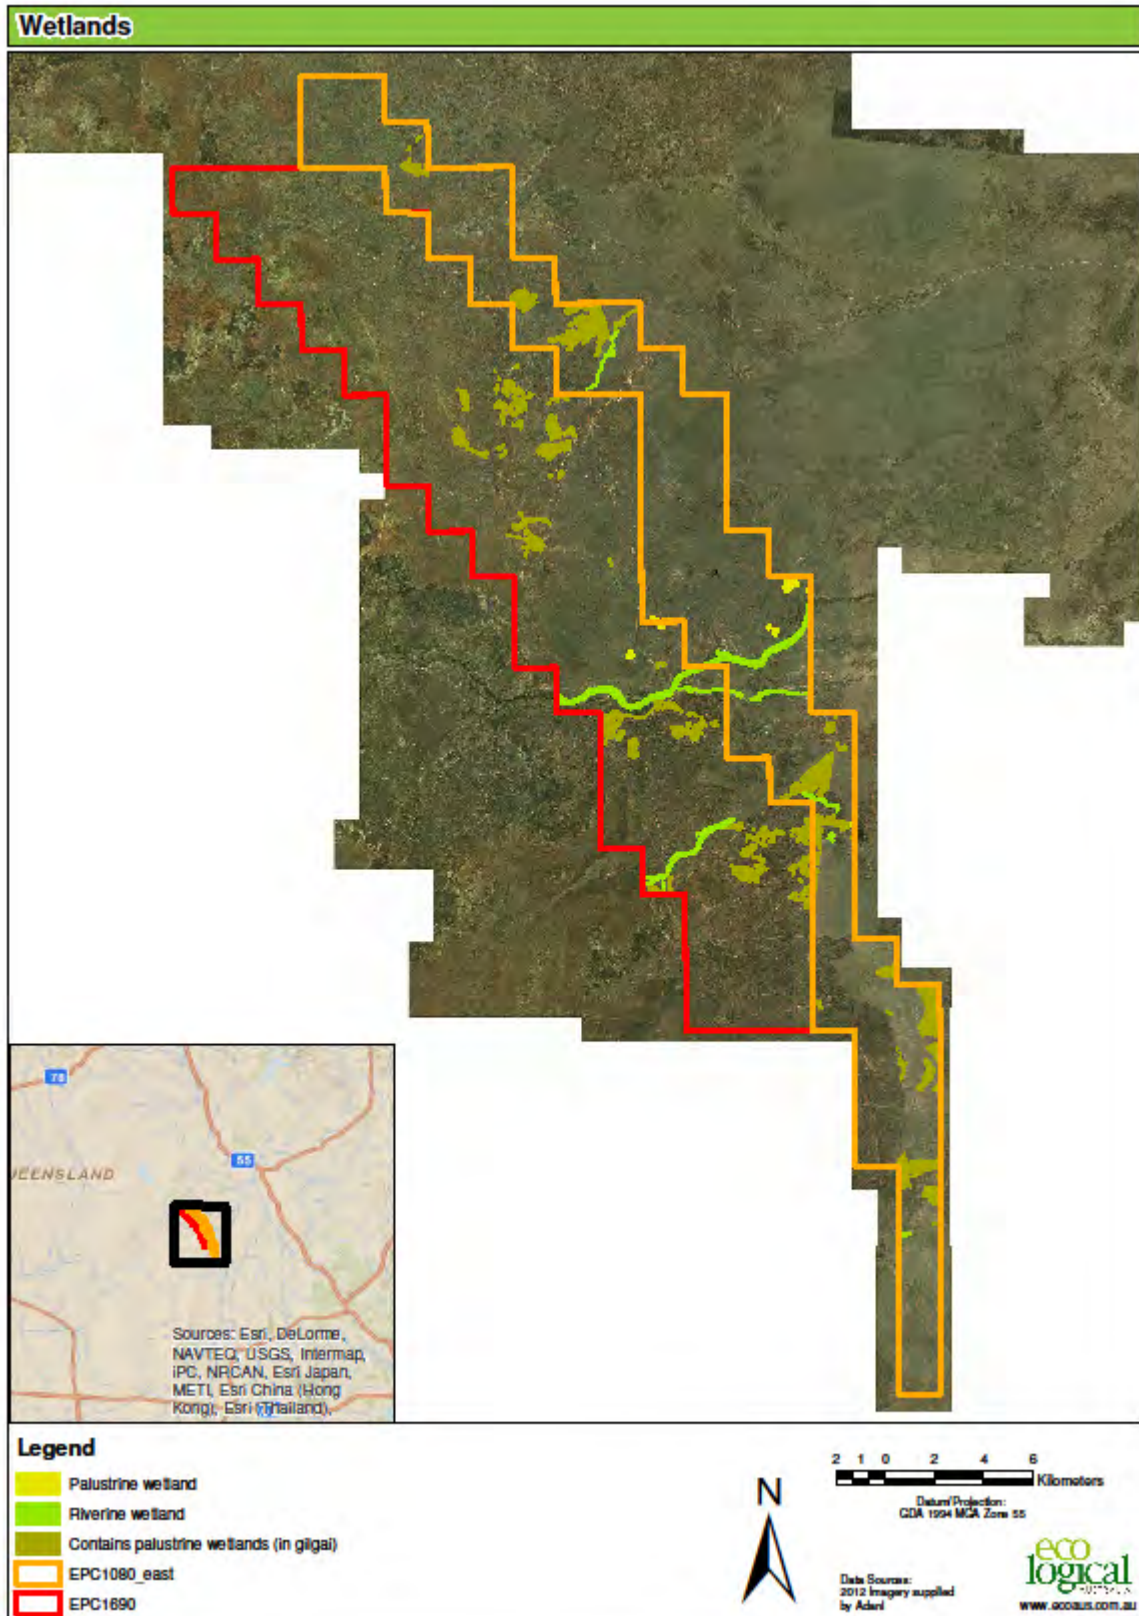 Wetlands
78
55
UEENSLAND
Sources: Esri, DeLorme,
NAVTEQ, USGS, Intermap,
iPC, NRCAN, Esri Japan,
METI, Esri China (Hong
Kong), Esri (Thailand),
Legend
Palustrine wetland
Riverine wetland
Contains palustrine wetlands (in gilgai)
EPC1080_east
EPC1690
N
2 1 0 2 4 6
Kilometers
Datum/Projection:
GDA 1994 MGA Zone 55
Data Sources:
2012 Imagery supplied
by Adani
eco
logical
AUSTRALIA
www.ecoaus.com.au